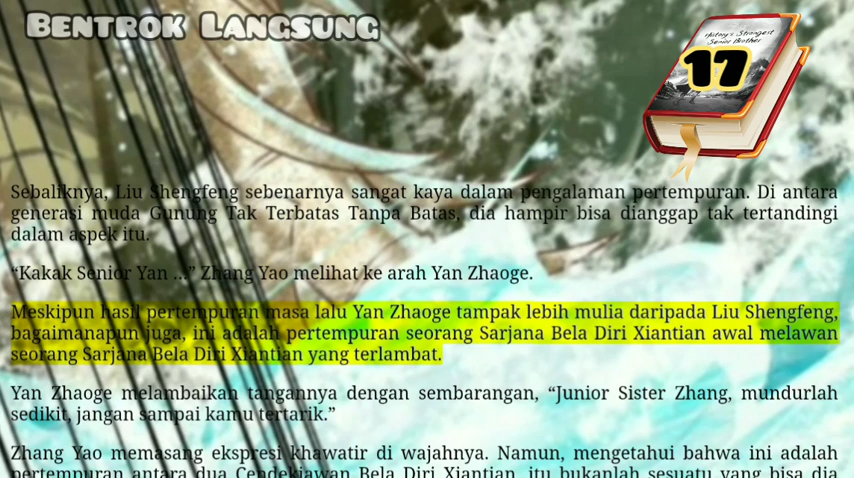 Bentrok Langsung
History's Strongest
Senior Brother
17
Sebaliknya, Liu Shengfeng sebenarnya sangat kaya dalam pengalaman pertempuran. Di antara
generasi muda Gunung Tak Terbatas Tanpa Batas, dia hampir bisa dianggap tak tertandingi
dalam aspek itu.
“Kakak Senior Yan ...” Zhang Yao melihat ke arah Yan Zhaoge.
Meskipun hasil pertempuran masa lalu Yan Zhaoge tampak lebih mulia daripada Liu Shengfeng,
bagaimanapun juga, ini adalah pertempuran seorang Sarjana Bela Diri Xiantian awal melawan
seorang Sarjana Bela Diri Xiantian yang terlambat.
Yan Zhaoge melambaikan tangannya dengan sembarangan, “Junior Sister Zhang, mundurlah
sedikit, jangan sampai kamu tertarik.”
Zhang Yao memasang ekspresi khawatir di wajahnya. Namun, mengetahui bahwa ini adalah
pertempuran antara dua Cendekiawan Bela Diri Xiantian, itu bukanlah sesuatu yang bisa dia